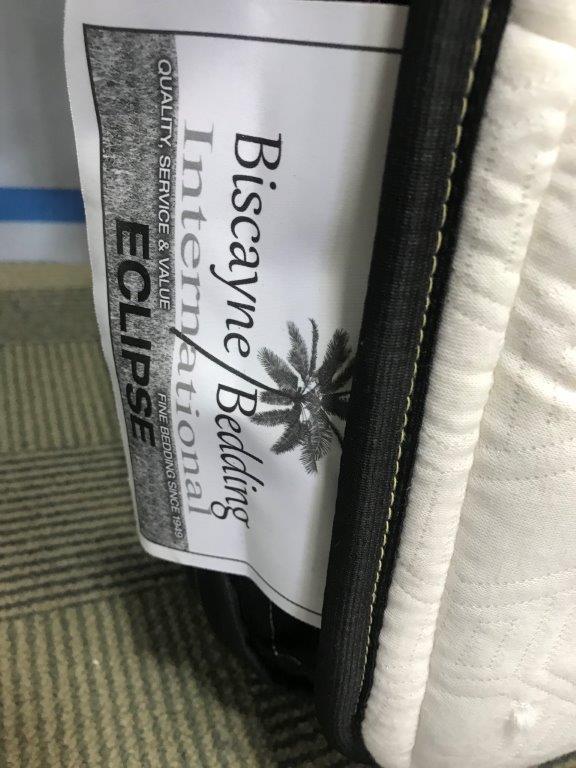 Biscayne Bedding
International
QUALITY, SERVICE & VALUE FINE BEDDING SINCE 1949
ECLIPSE